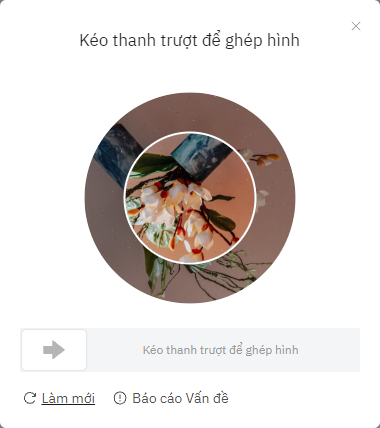 Kéo thanh trượt để ghép hình
Kéo thanh trượt để ghép hình
Làm mới
Báo cáo Vấn đề